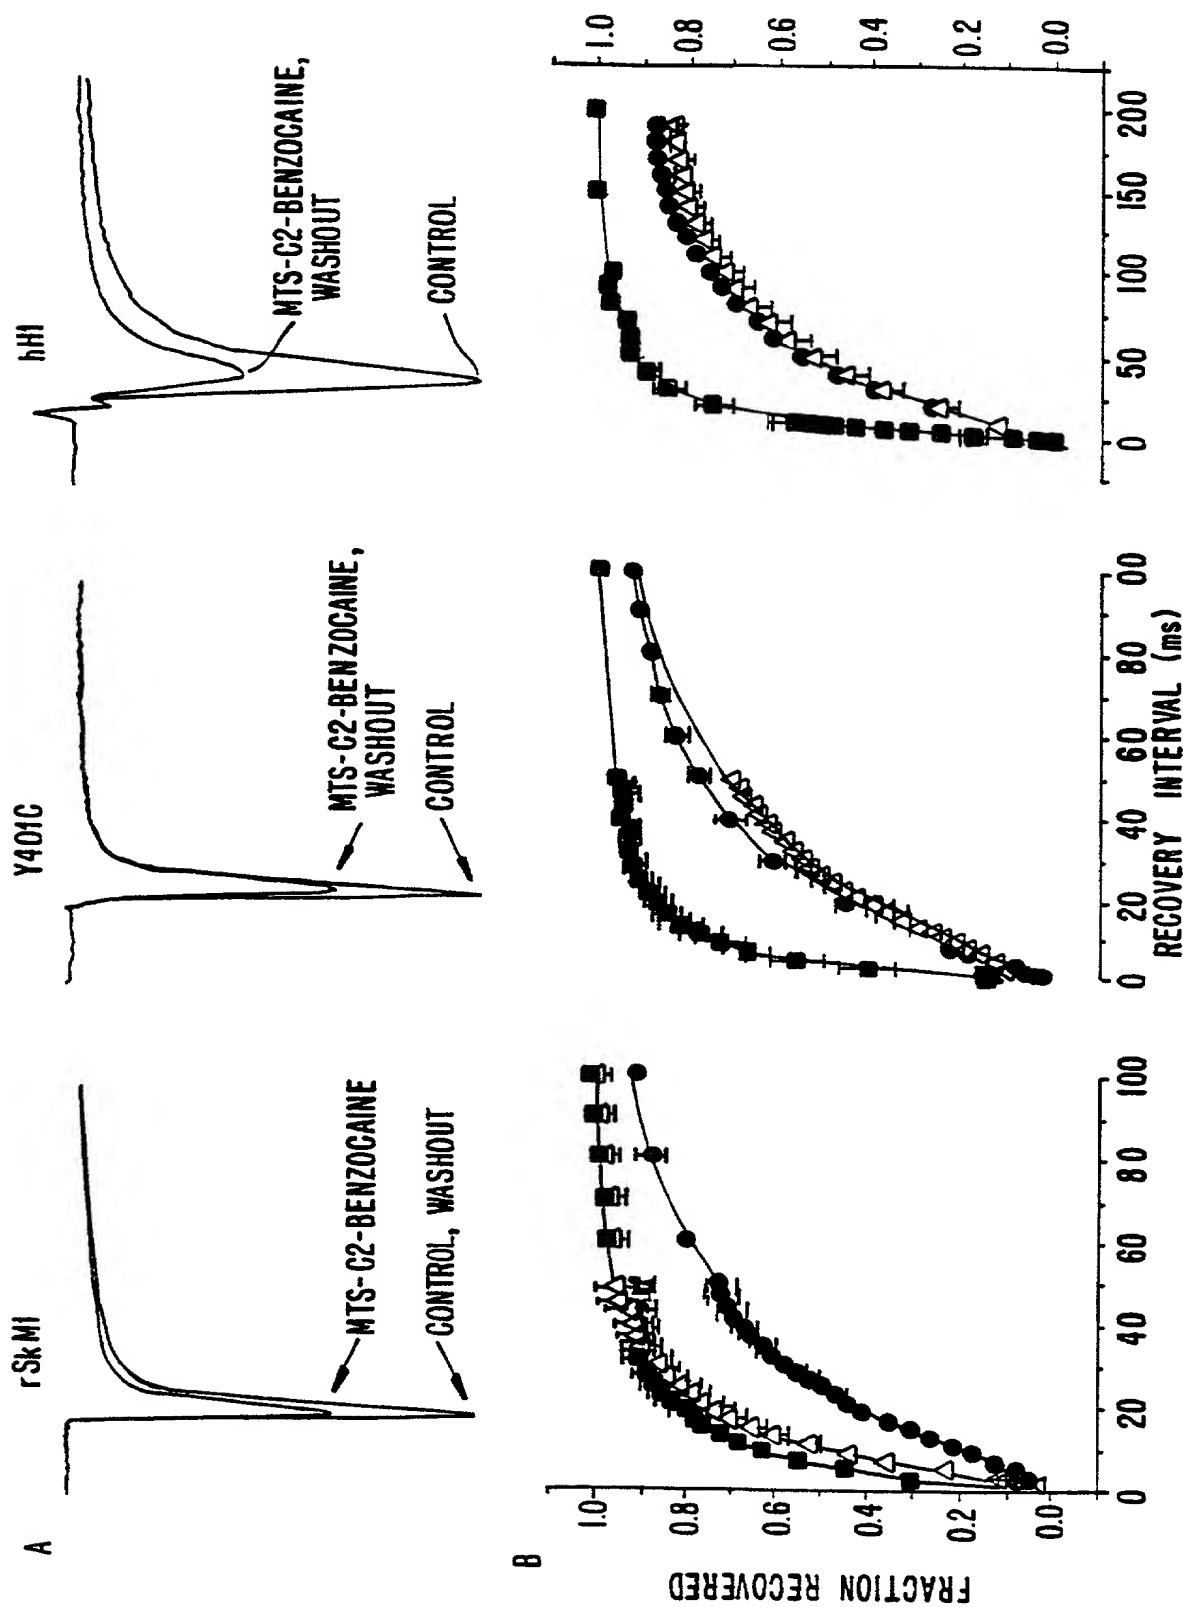 A
rSkM1
MTS-C2-BENZOCAINE
CONTROL, WASHOUT
Y401C
MTS-C2-BENZOCAINE,
WASHOUT
CONTROL
hH1
MTS-C2-BENZOCAINE,
WASHOUT
CONTROL
B
FRACTION RECOVERED
1.0
0.8
0.6
0.4
0.2
0.0
0 20 40 60 80 100
0 20 40 60 80 00
0 50 100 150 200
1.0
0.8
0.6
0.4
0.2
0.0
RECOVERY INTERVAL (ms)